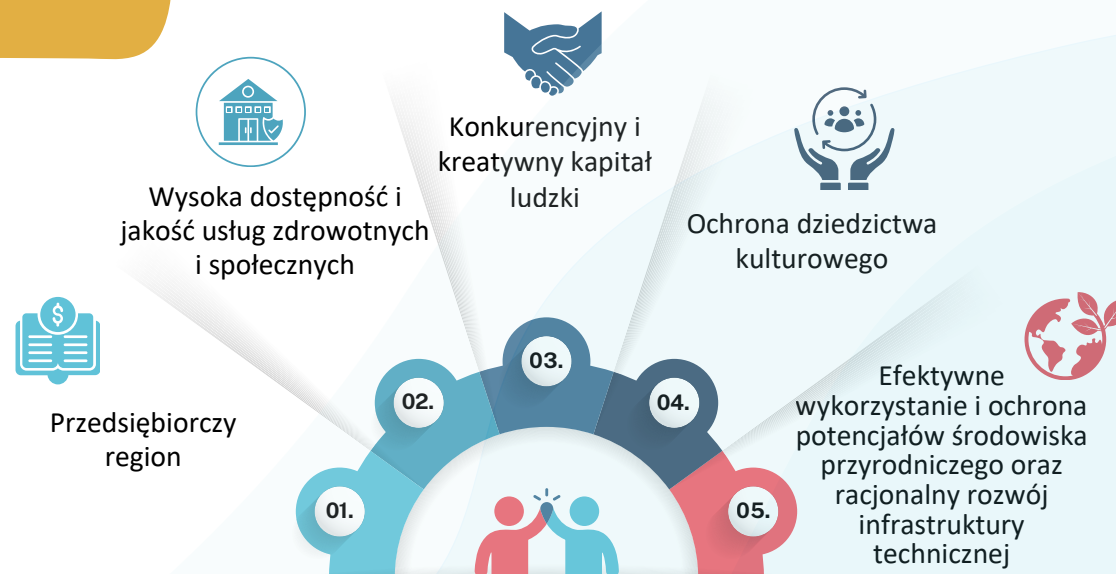 01.
Przedsiębiorczy
region
02.
Wysoka dostępność i
jakość usług zdrowotnych
i społecznych
03.
Konkurencyjny i
kreatywny kapitał
ludzki
04.
Ochrona dziedzictwa
kulturowego
05.
Efektywne
wykorzystanie i ochrona
potencjałów środowiska
przyrodniczego oraz
racjonalny rozwój
infrastruktury
technicznej
$